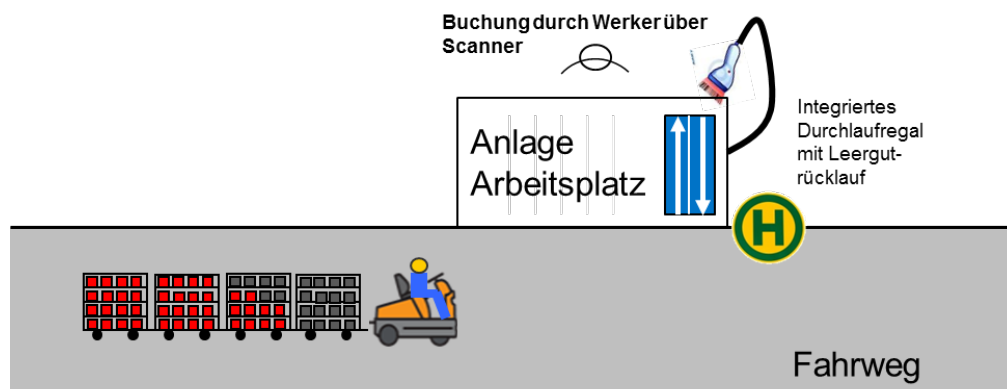 Buchung durch Werker über
Scanner
Integriertes
Durchlaufregal
mit Leergut-
rücklauf
Anlage
Arbeitsplatz
H
Fahrweg